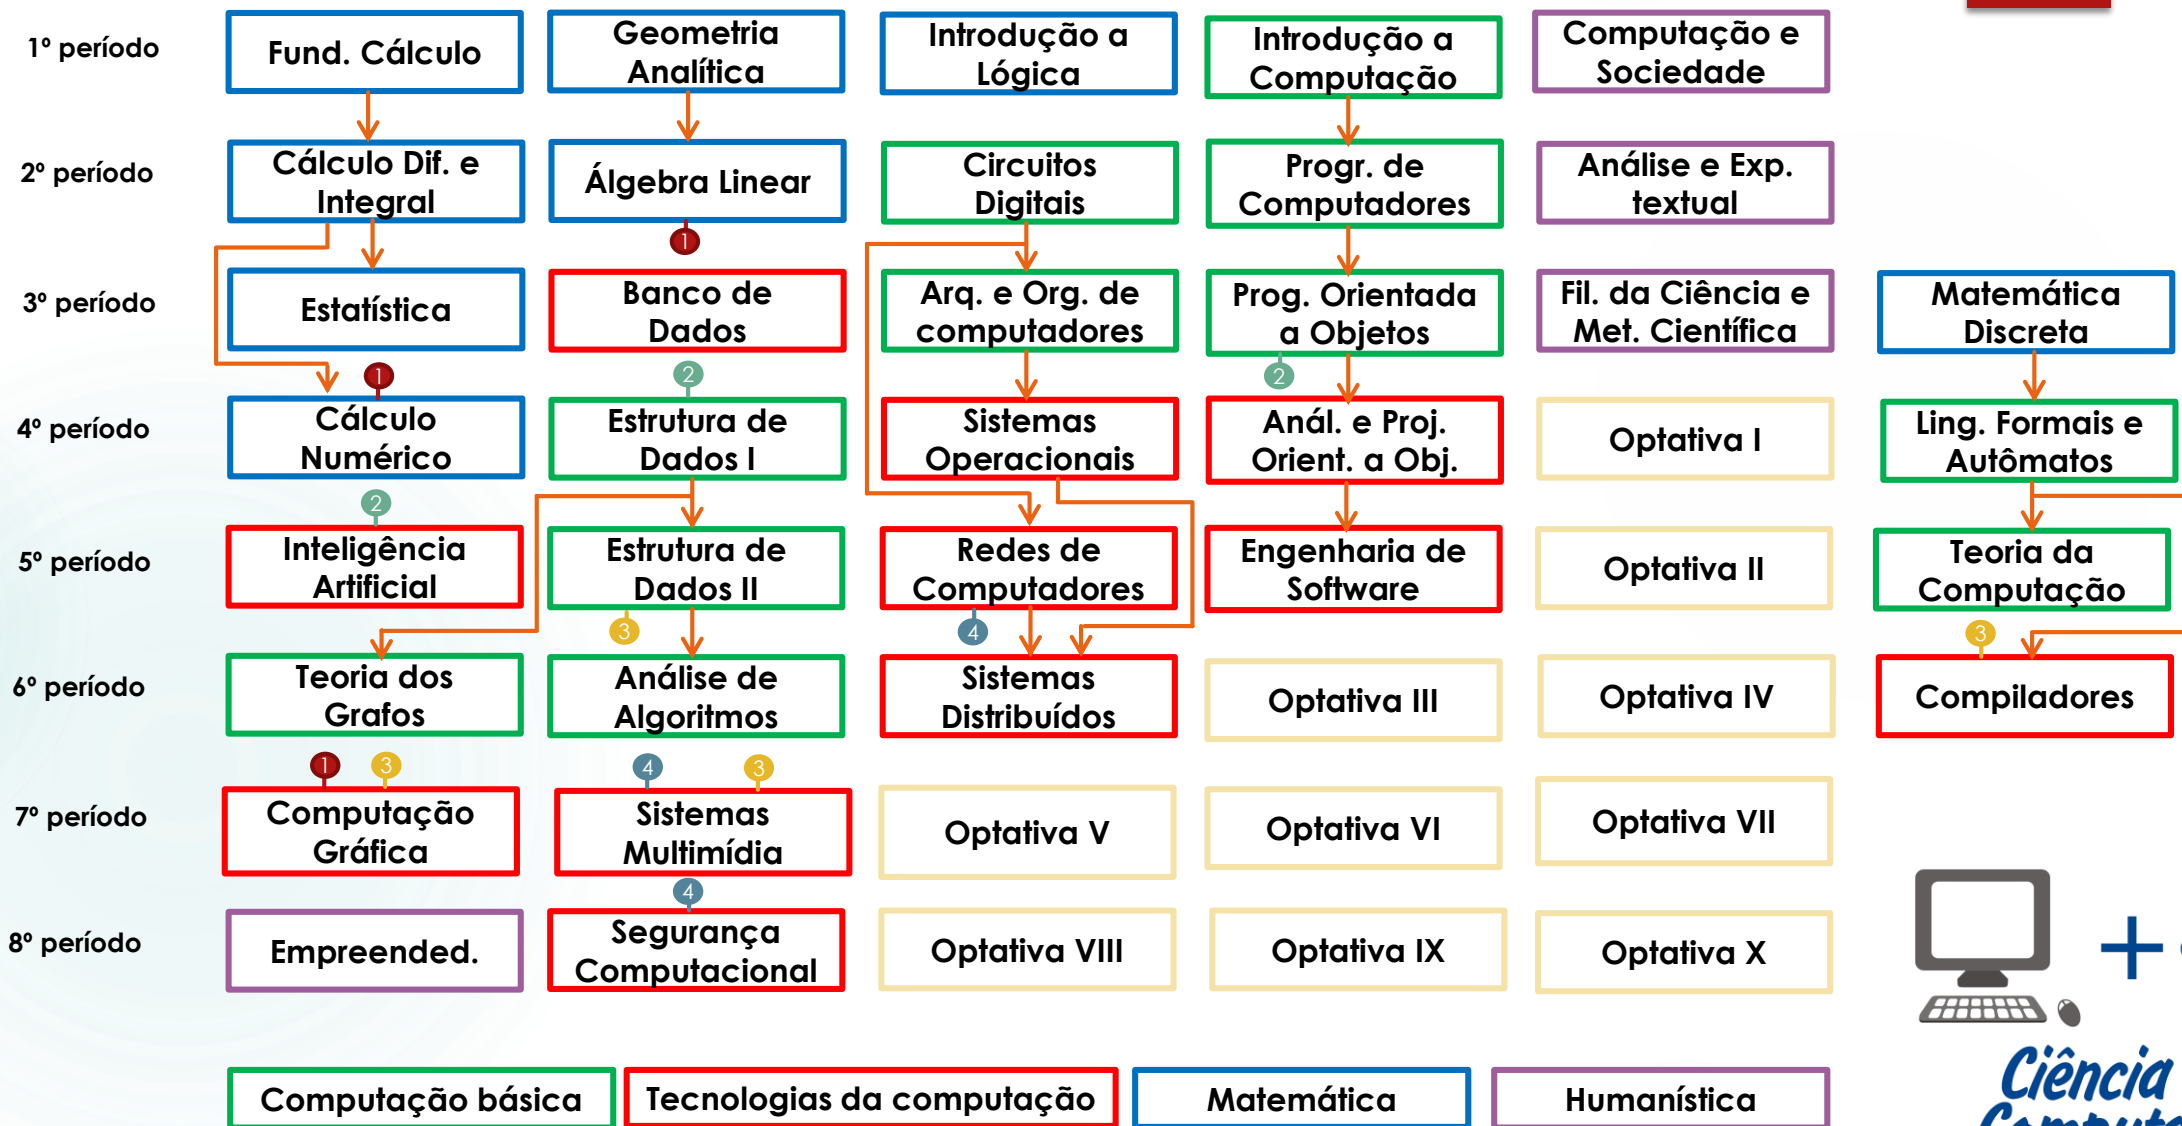 1º período
Fund. Cálculo
Geometria
Analítica
Introdução a
Lógica
Introdução a
Computação
Computação e
Sociedade
2º período
Cálculo Dif. e
Integral
Álgebra Linear
Circuitos
Digitais
Progr. de
Computadores
Análise e Exp.
textual
1
3º período
Estatística
Banco de
Dados
Arq. e Org. de
computadores
Prog. Orientada
a Objetos
Fil. da Ciência e
Met. Científica
Matemática
Discreta
1
2
2
4º período
Cálculo
Numérico
Estrutura de
Dados I
Sistemas
Operacionais
Anál. e Proj.
Orient. a Obj.
Optativa I
Ling. Formais e
Autômatos
2
5º período
Inteligência
Artificial
Estrutura de
Dados II
Redes de
Computadores
Engenharia de
Software
Optativa II
Teoria da
Computação
3
4
3
6º período
Teoria dos
Grafos
Análise de
Algoritmos
Sistemas
Distribuídos
Optativa III
Optativa IV
Compiladores
1
3
4
3
7º período
Computação
Gráfica
Sistemas
Multimídia
Optativa V
Optativa VI
Optativa VII
4
8º período
Empreended.
Segurança
Computacional
Optativa VIII
Optativa IX
Optativa X
+
Ciência
Computação básica
Tecnologias da computação
Matemática
Humanística